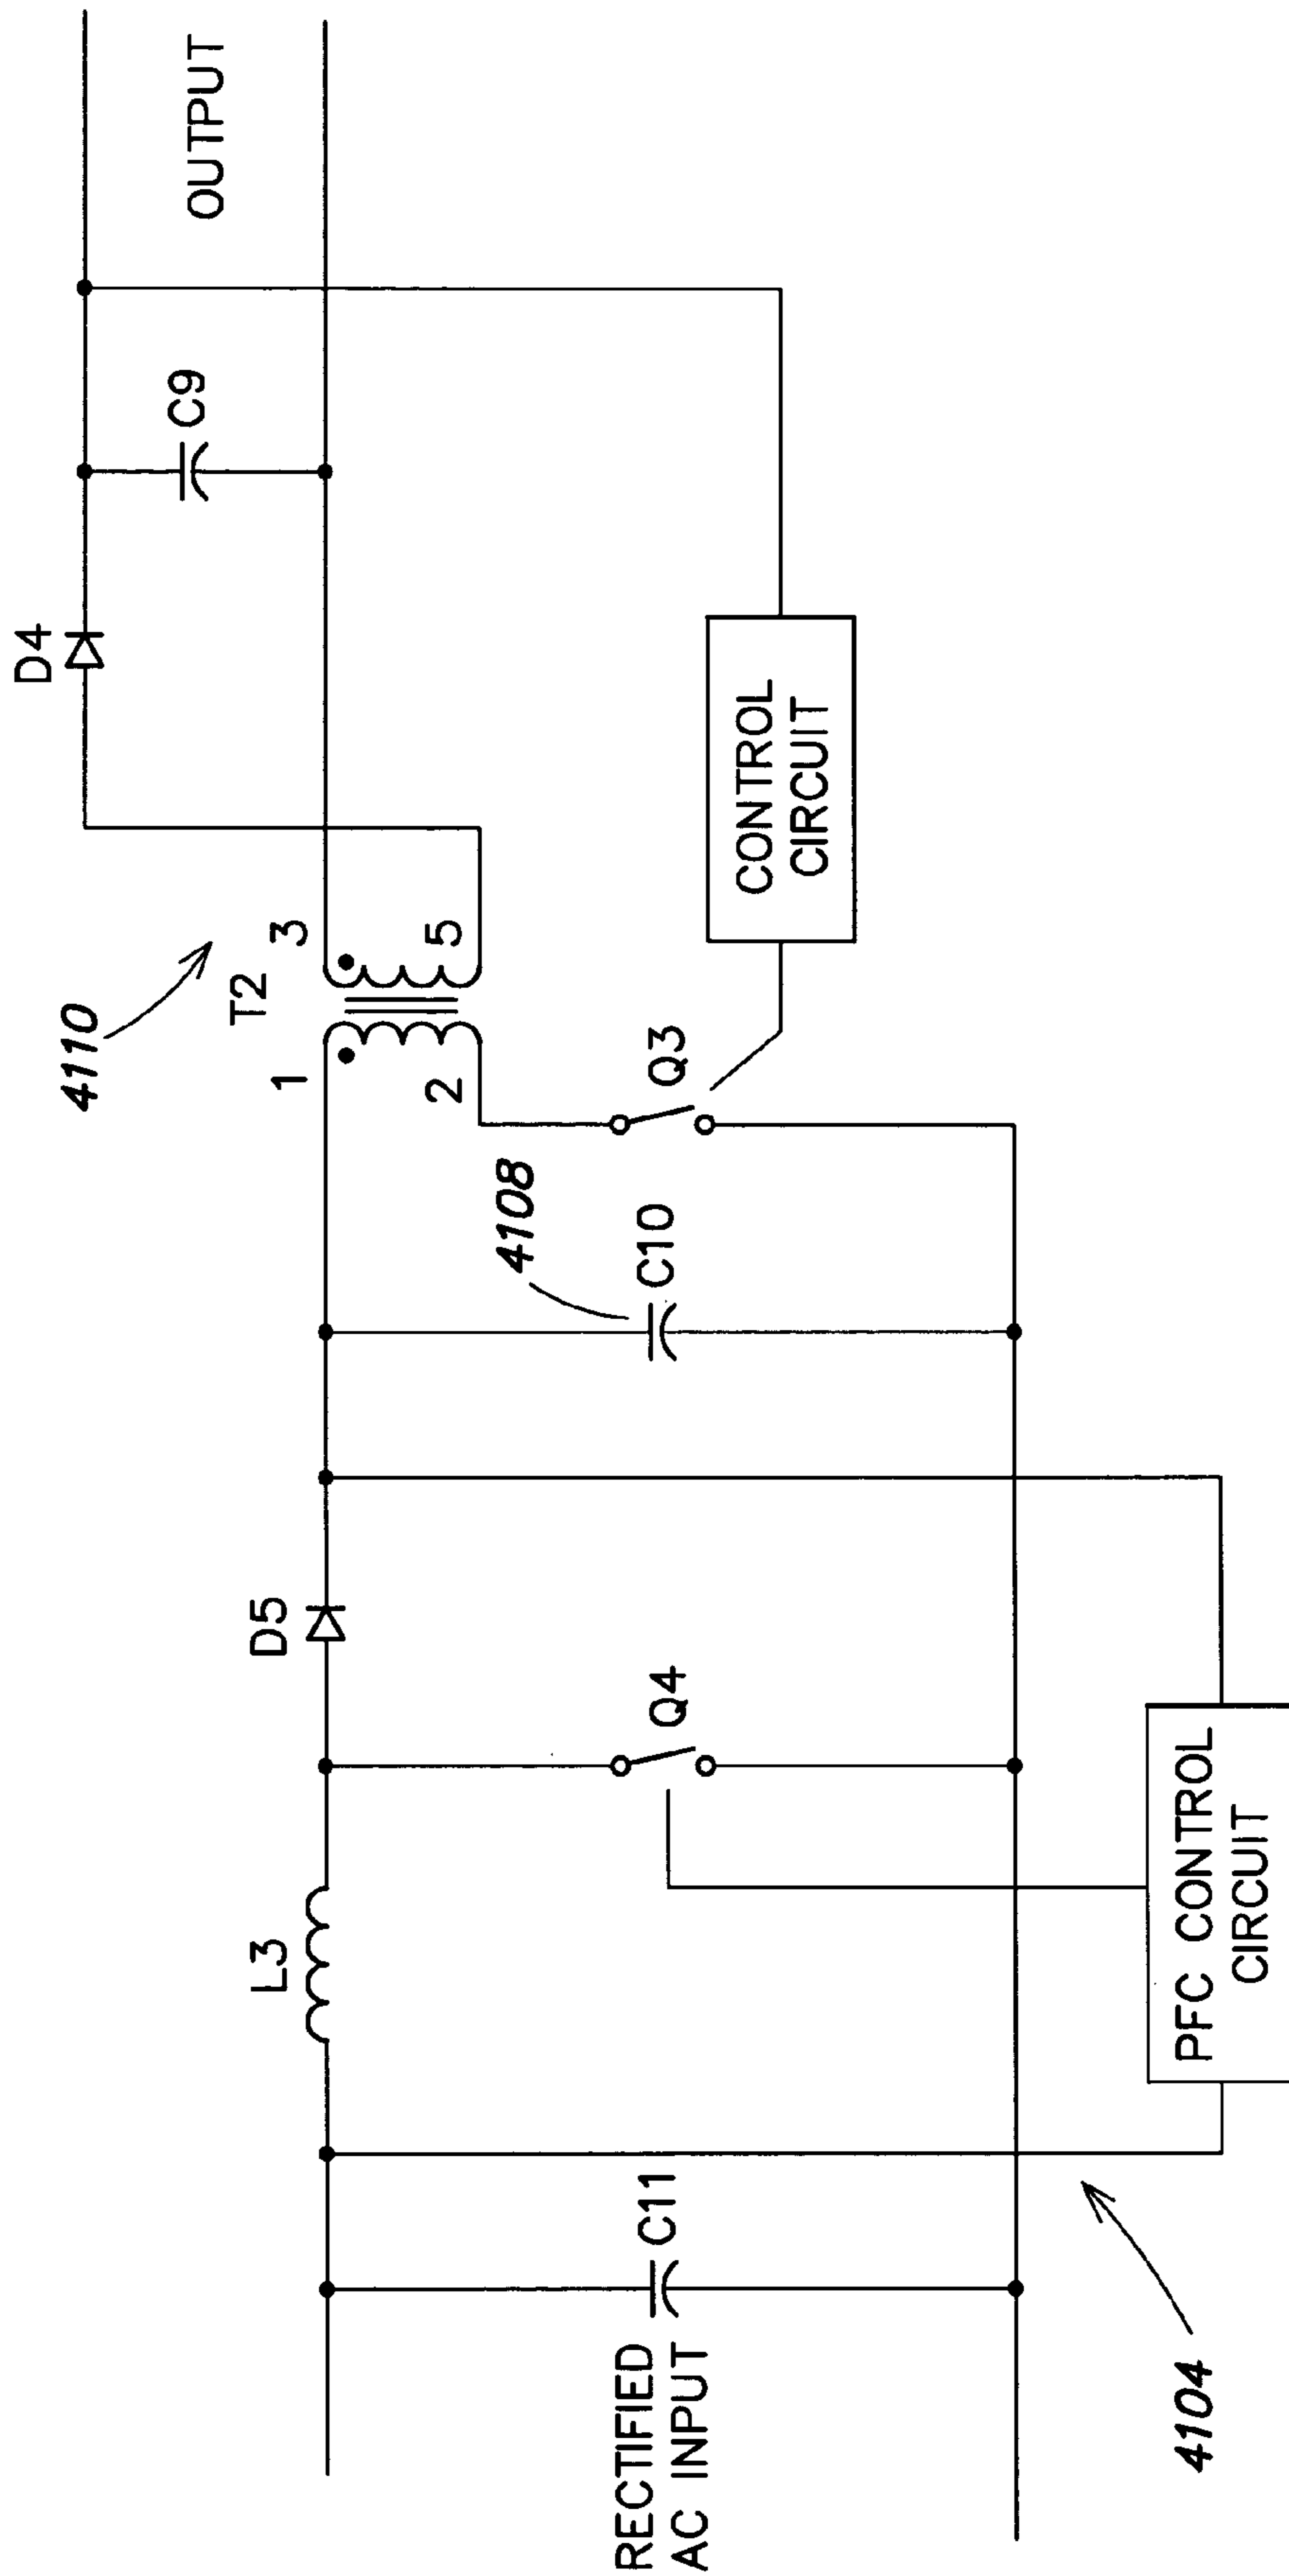 RECTIFIED
AC INPUT
C11
4104
L3
PFC CONTROL
CIRCUIT
Q4
D5
4108
C10
Q3
4110
T2
1
2
3
5
CONTROL
CIRCUIT
D4
C9
OUTPUT